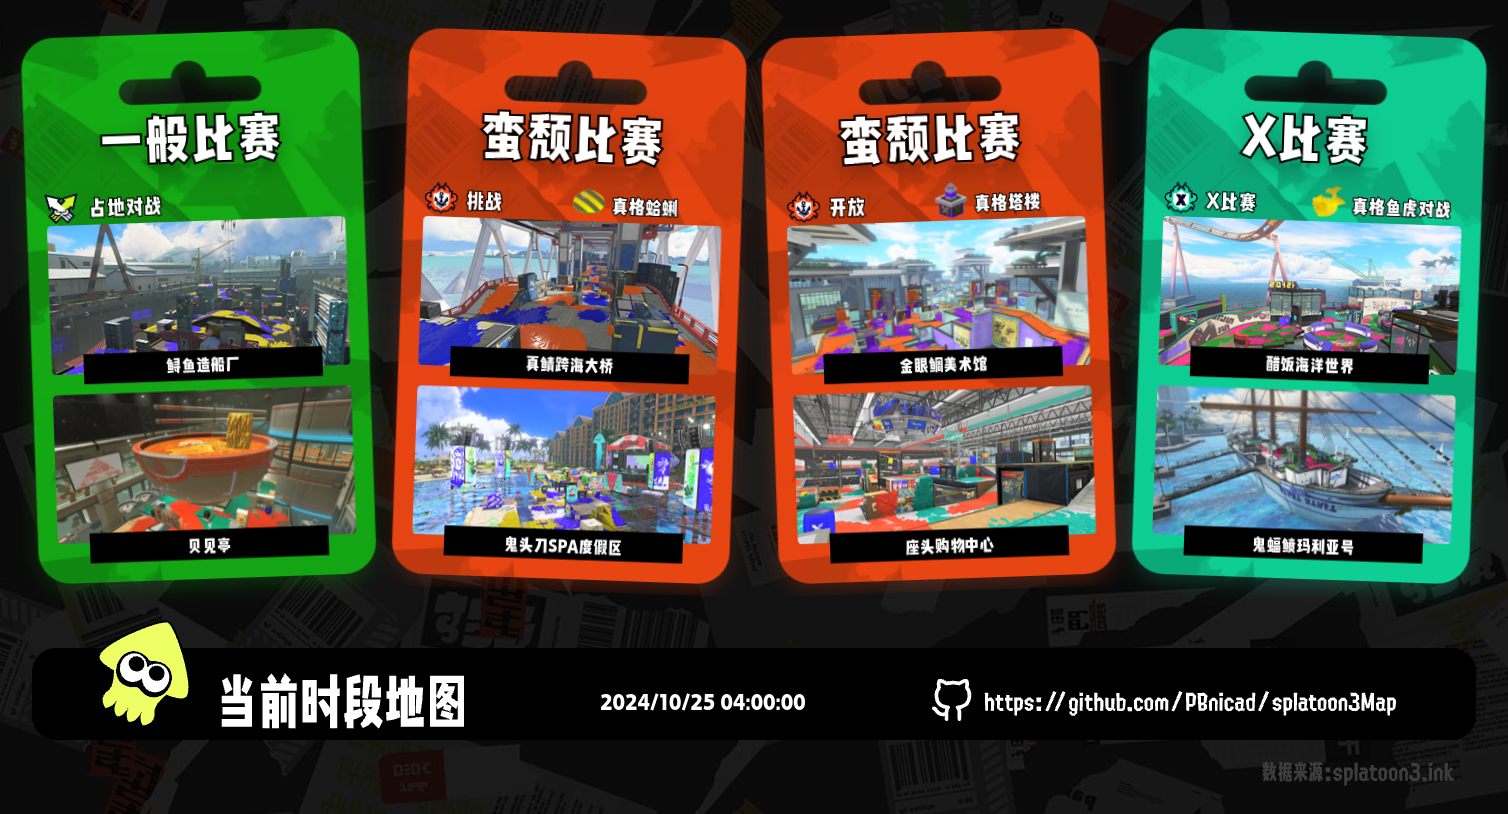 一般比赛
占地对战
鲟鱼造船厂
贝见亭
蛮颓比赛
挑战
真格蛤蜊
真鲭跨海大桥
鬼头刀SPA度假区
蛮颓比赛
开放
真格塔楼
金眼鲷美术馆
座头购物中心
X比赛
X比赛
真格鱼虎对战
醋饭海洋世界
鬼蝠鲼玛利亚号
当前时段地图
2024/10/25 04:00:00
https://github.com/PBnicad/splatoon3Map
数据来源:splatoon3.ink